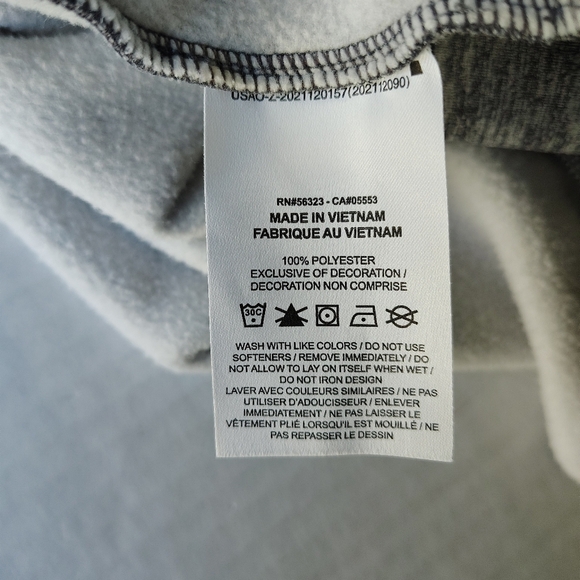 USAO-Z-2021120157(202112090)
RN#56323 - CA#05553
MADE IN VIETNAM
FABRIQUE AU VIETNAM
100% POLYESTER
EXCLUSIVE OF DECORATION /
DECORATION NON COMPRISE
30C
WASH WITH LIKE COLORS / DO NOT USE
SOFTENERS / REMOVE IMMEDIATELY / DO
NOT ALLOW TO LAY ON ITSELF WHEN WET /
DO NOT IRON DESIGN
LAVER AVEC COULEURS SIMILAIRES / NE PAS
UTILISER D'ADOUCISSEUR / ENLEVER
IMMÉDIATEMENT / NE PAS LAISSER LE
VÊTEMENT PLIÉ LORSQU'IL EST MOUILLÉ / NE
PAS REPASSER LE DESSIN